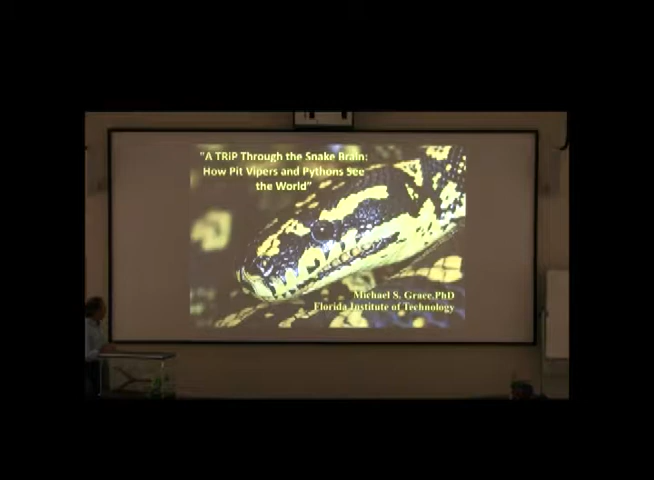 "A TRiP Through the Snake Brain:
How Pit Vipers and Pythons See
the World"
Michael S. Grace, PhD
Florida Institute of Technology